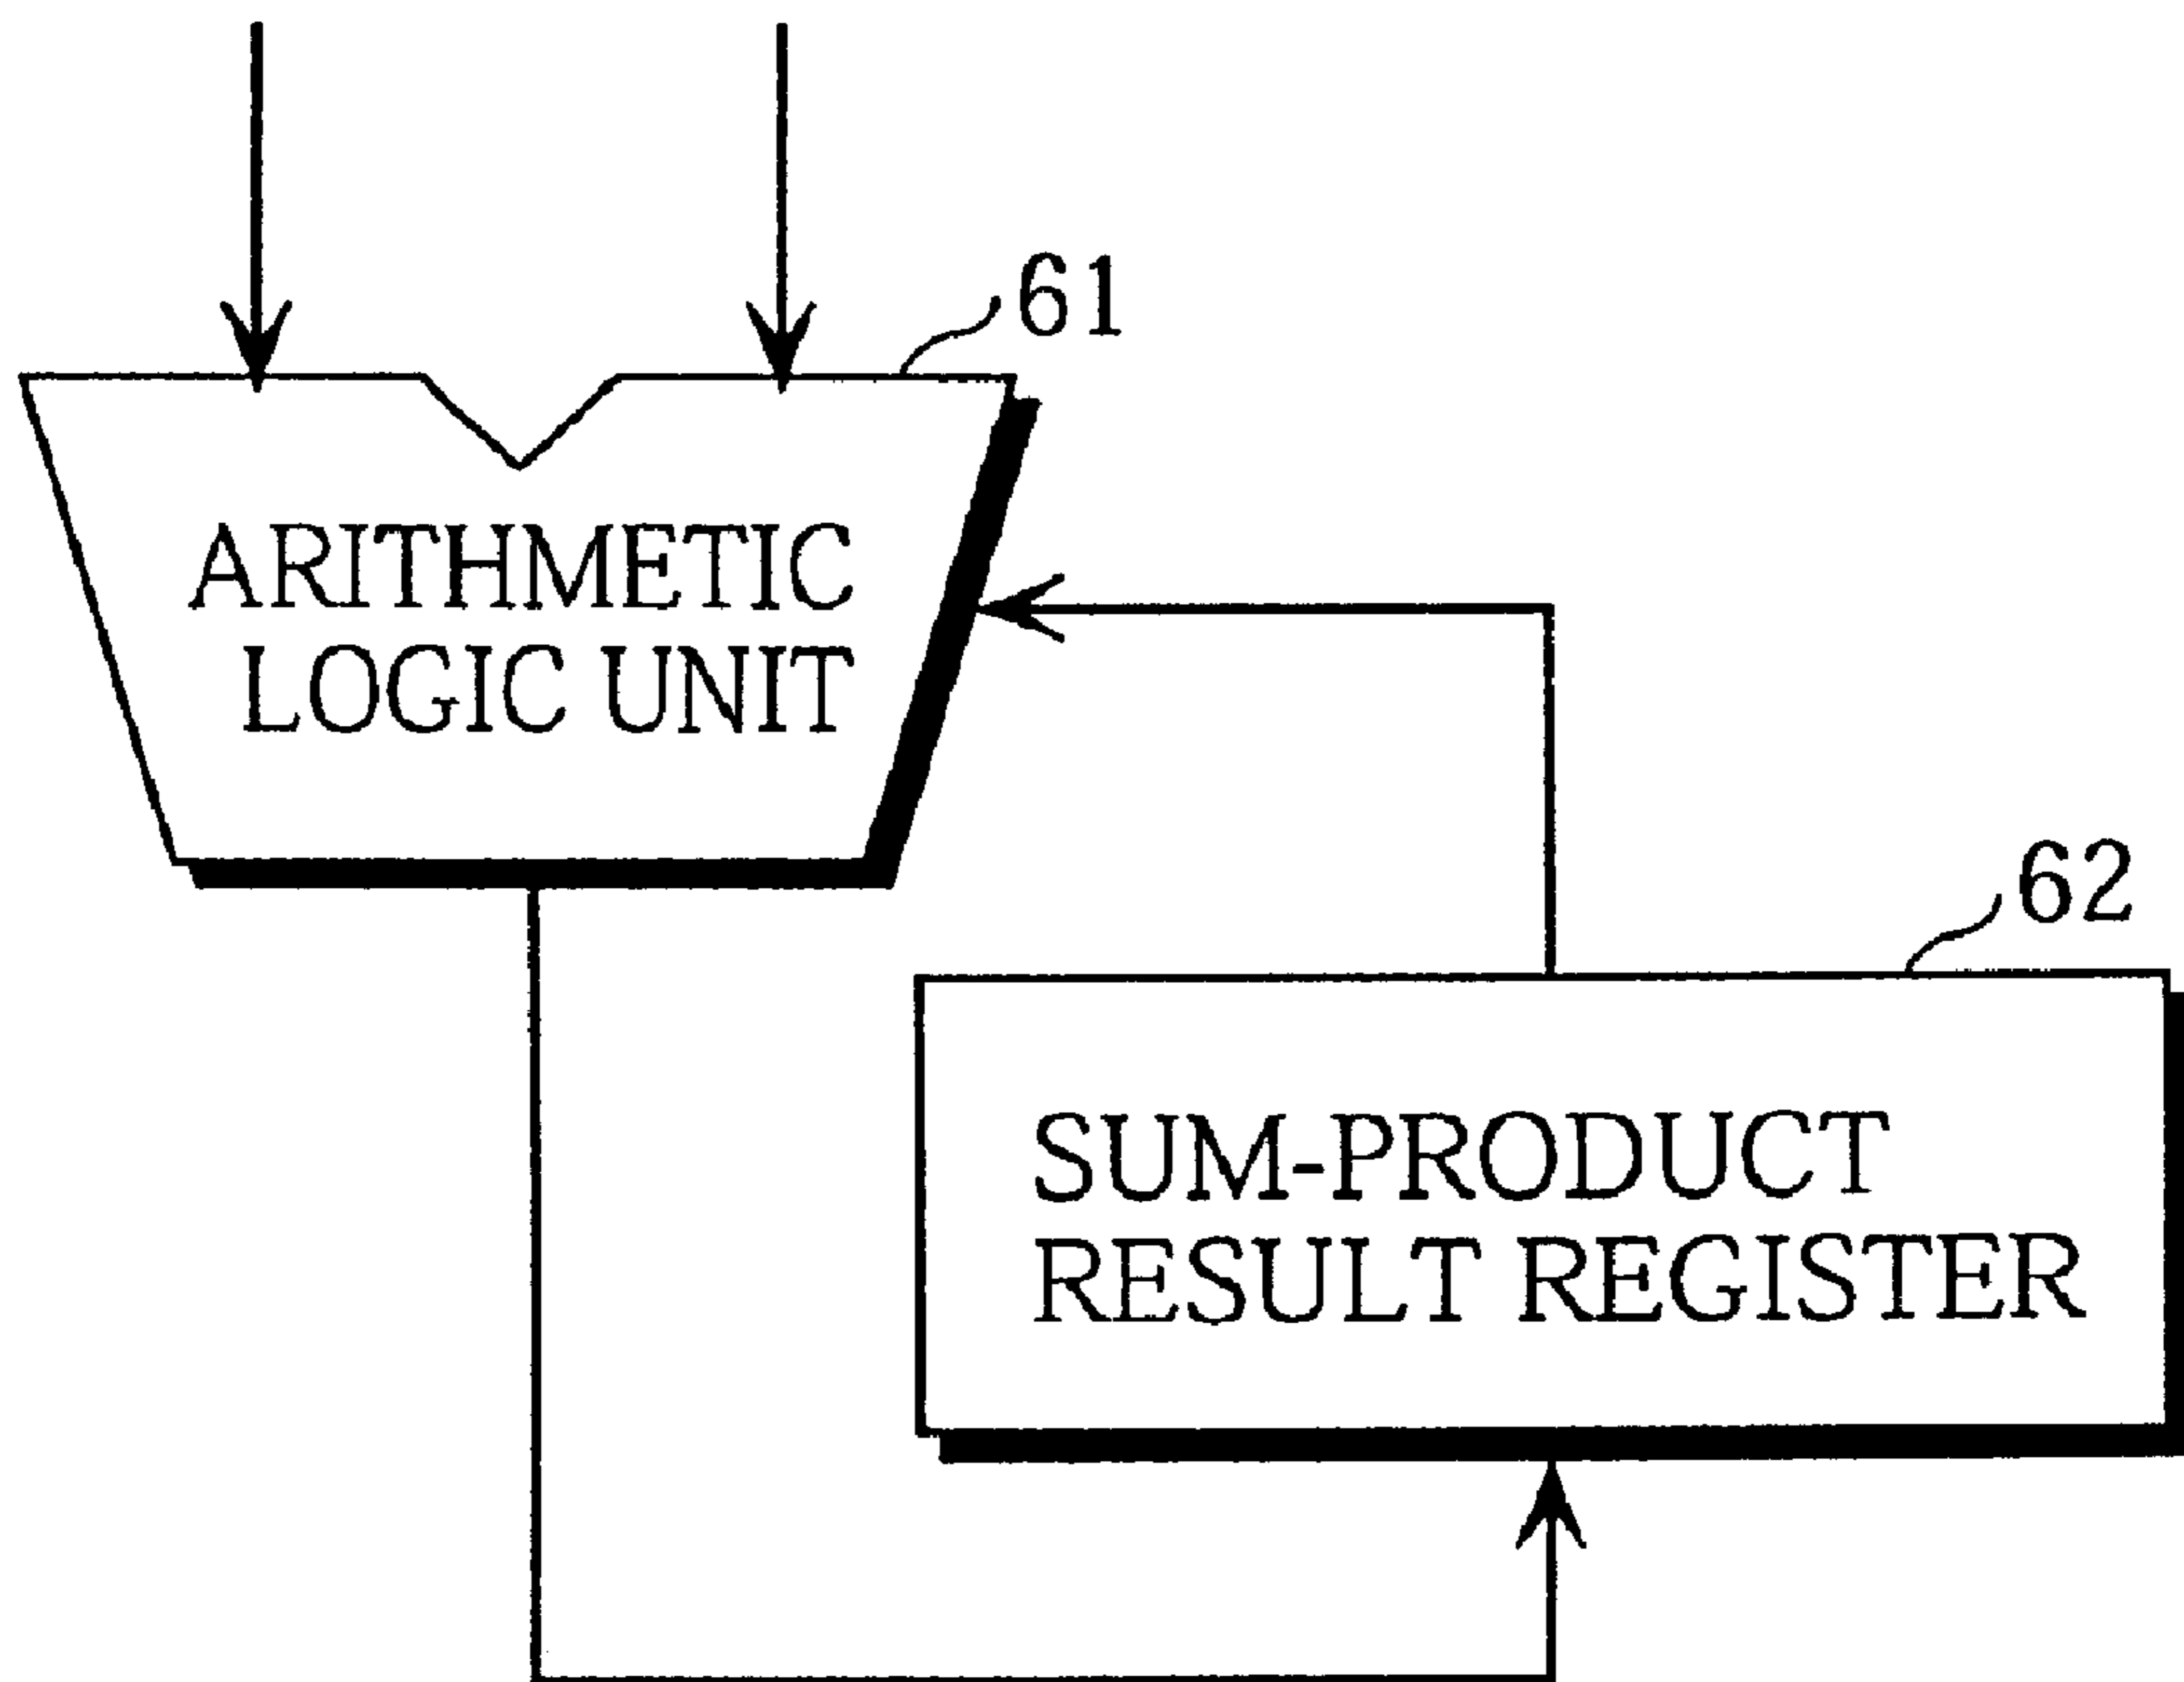 61
ARITHMETIC
LOGIC UNIT
62
SUM-PRODUCT
RESULT REGISTER